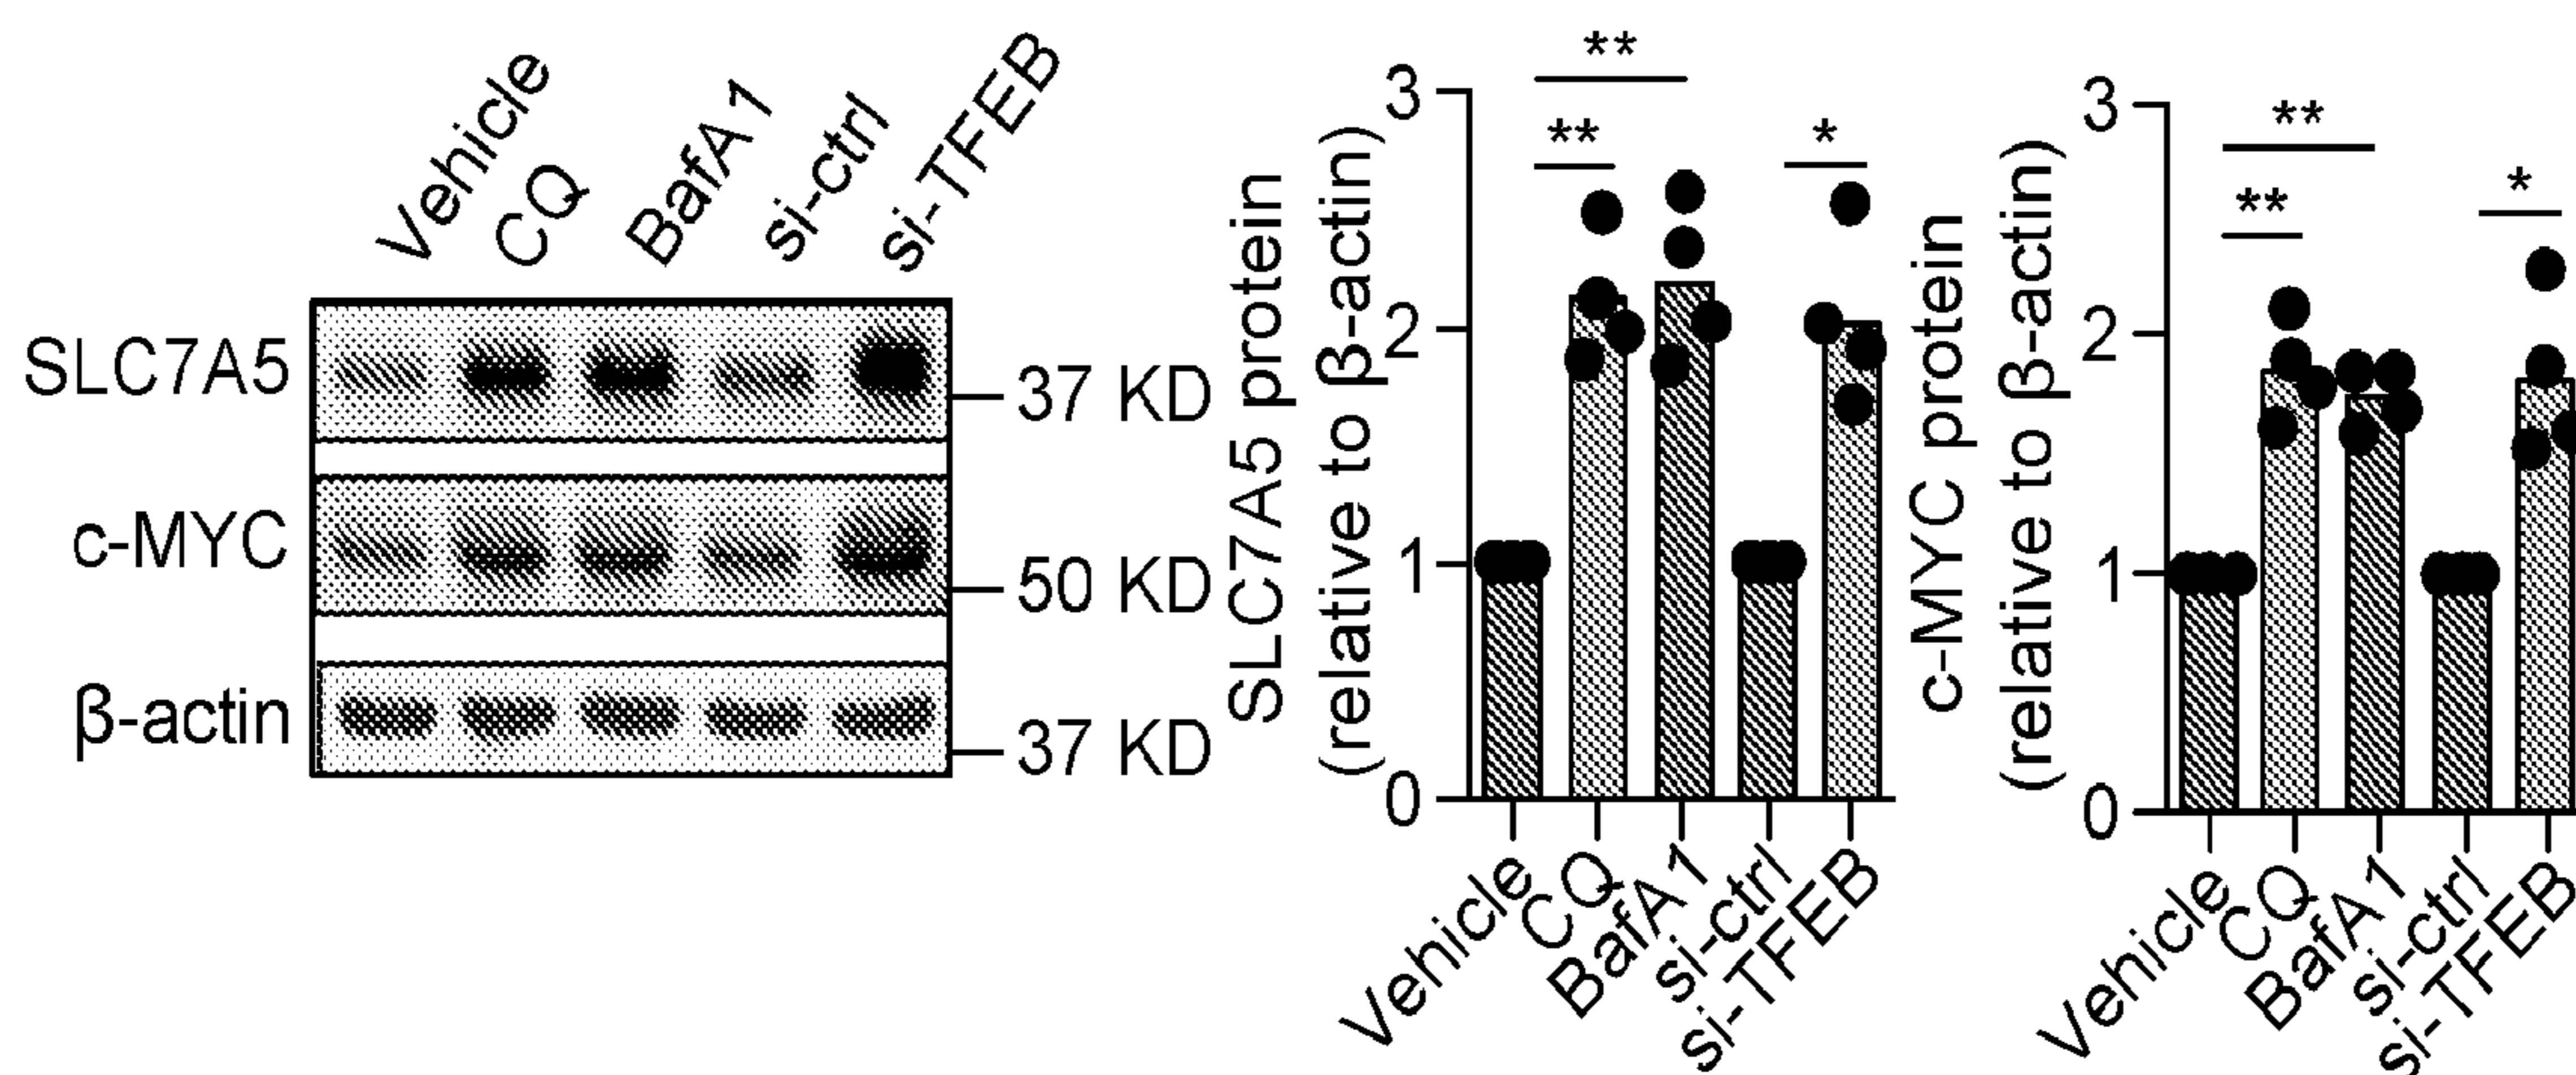 Vehicle
CQ
BafA1
si-ctrl
si-TFEB
SLC7A5
37 KD
c-MYC
50 KD
β-actin
37 KD
SLC7A5 protein
(relative to β-actin)
3
2
1
0
**
**
*
Vehicle
CQ
BafA1
si-ctrl
si-TFEB
c-MYC protein
(relative to β-actin)
3
2
1
0
**
**
*
Vehicle
CQ
BafA1
si-ctrl
si-TFEB